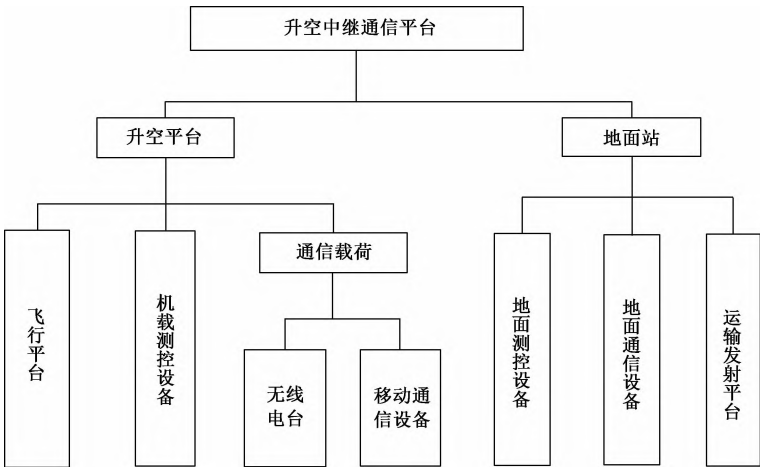 升空中继通信平台
升空平台
地面站
通信载荷
飞行平台
机载测控设备
无线
电台
移动通
信设备
地面测控设备
地面通信设备
运输发射平台